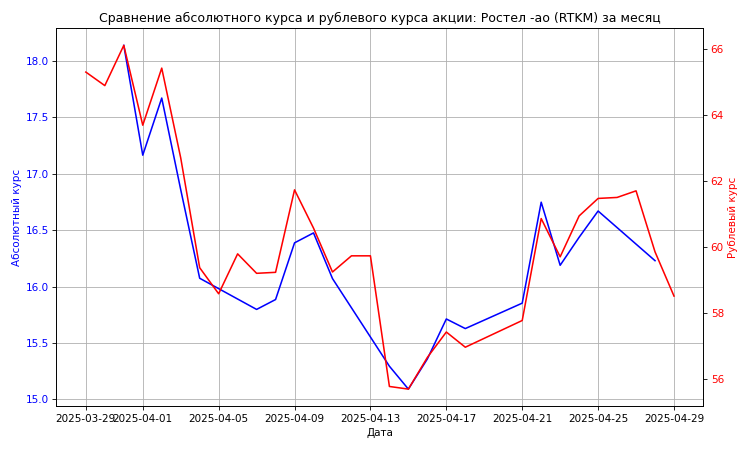 Сравнение абсолютного курса и рублевого курса акции: Ростел -ао (RTKM) за месяц
18.0
17.5
17.0
16.5
16.0
15.5
15.0
Абсолютный курс
66
64
62
60
58
56
Рублевый курс
2025-03-29 2025-04-01 2025-04-05 2025-04-09 2025-04-13 2025-04-17 2025-04-21 2025-04-25 2025-04-29
Дата